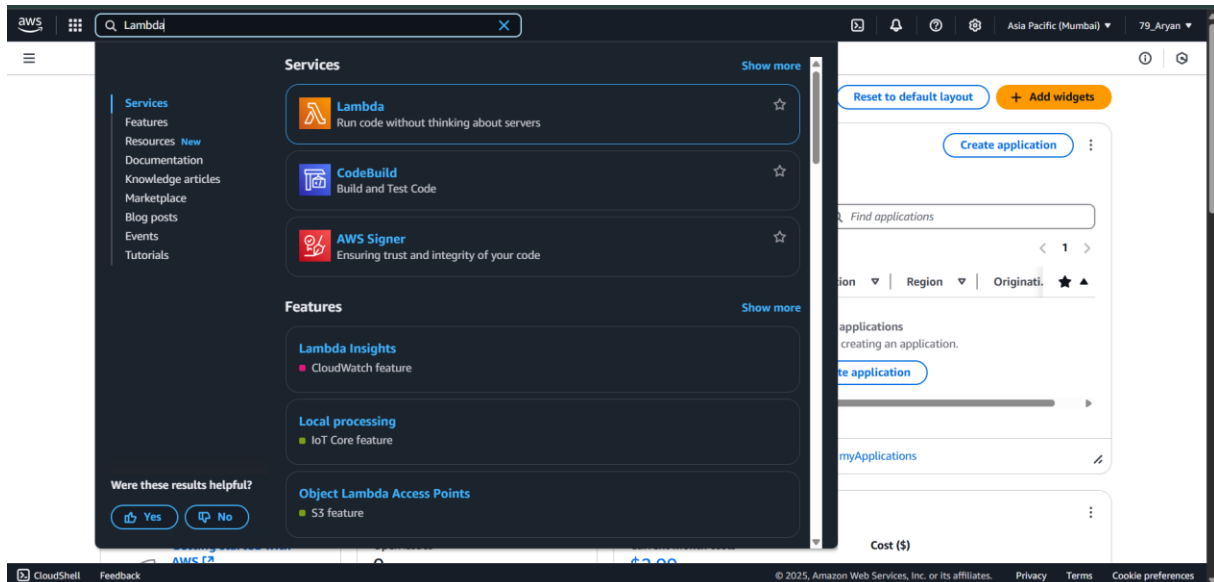 aws
Lambda
Asia Pacific (Mumbai)
79_Aryan
Services
Features
Resources New
Documentation
Knowledge articles
Marketplace
Blog posts
Events
Tutorials
Were these results helpful?
Yes
No
Services
Show more
Lambda
Run code without thinking about servers
CodeBuild
Build and Test Code
AWS Signer
Ensuring trust and integrity of your code
Features
Show more
Lambda Insights
CloudWatch feature
Local processing
IoT Core feature
Object Lambda Access Points
S3 feature
Reset to default layout
+ Add widgets
Create application
Find applications
1
Region
Originati.
applications
creating an application.
application
myApplications
AWS
Cost ($)
CloudShell
Feedback
© 2025, Amazon Web Services, Inc. or its affiliates.
Privacy
Terms
Cookie preferences